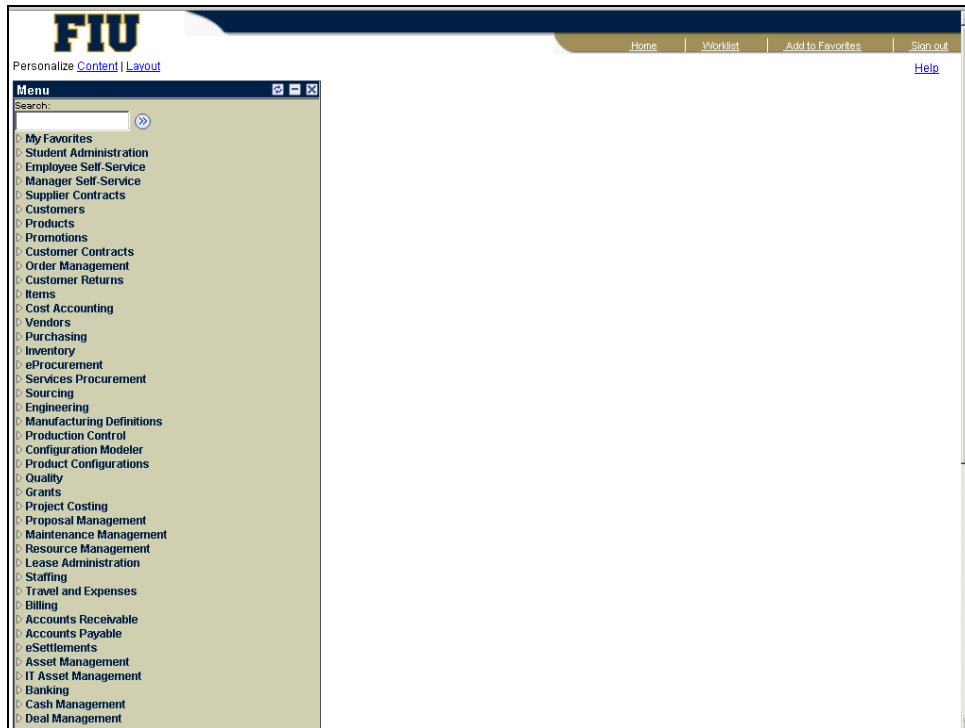 FIU
Home Worklist Add to Favorites Sign out
Personalize Content | Layout
Help
Menu
Search:
My Favorites
Student Administration
Employee Self-Service
Manager Self-Service
Supplier Contracts
Customers
Products
Promotions
Customer Contracts
Order Management
Customer Returns
Items
Cost Accounting
Vendors
Purchasing
Inventory
eProcurement
Services Procurement
Sourcing
Engineering
Manufacturing Definitions
Production Control
Configuration Modeler
Product Configurations
Quality
Grants
Project Costing
Proposal Management
Maintenance Management
Resource Management
Lease Administration
Staffing
Travel and Expenses
Billing
Accounts Receivable
Accounts Payable
eSettlements
Asset Management
IT Asset Management
Banking
Cash Management
Deal Management